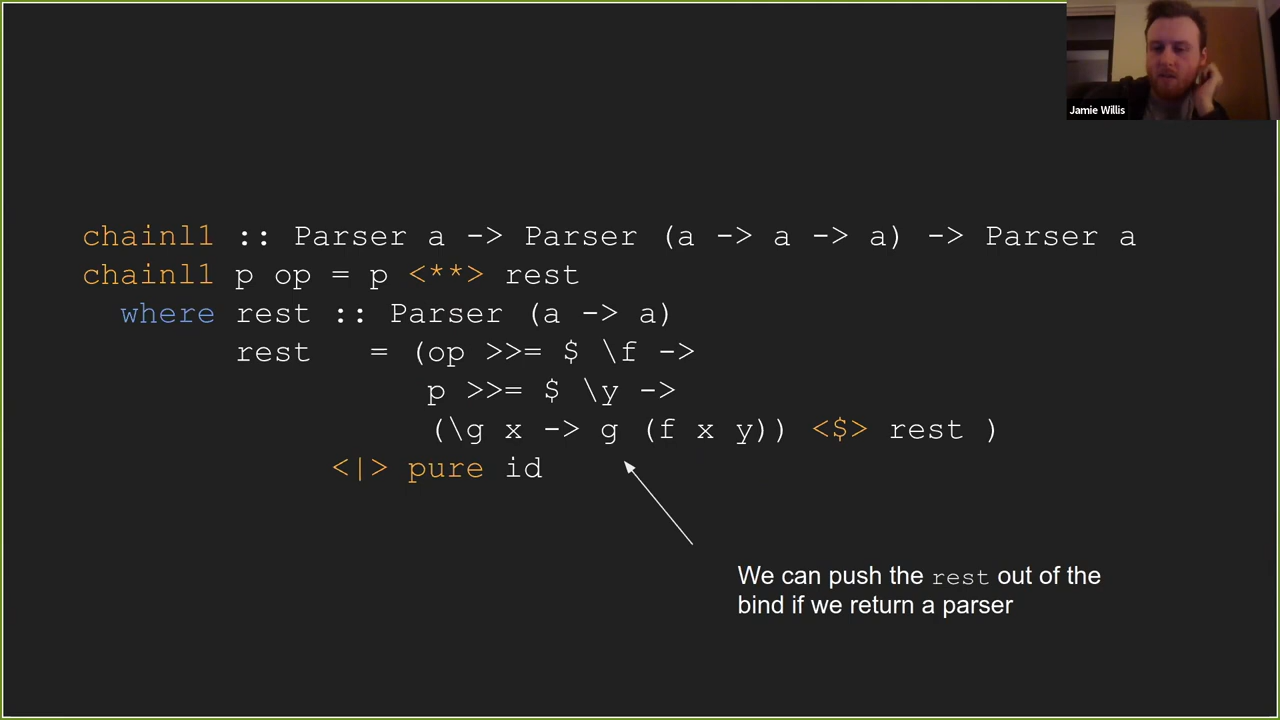 Jamie Willis
chainl1 :: Parser a -> Parser (a -> a -> a) -> Parser a
chainl1 p op = p <**> rest
where rest :: Parser (a -> a)
rest = (op >>= $ \f ->
p >>= $ \y ->
(\g x -> g (f x y)) <$> rest )
<|> pure id
We can push the rest out of the
bind if we return a parser